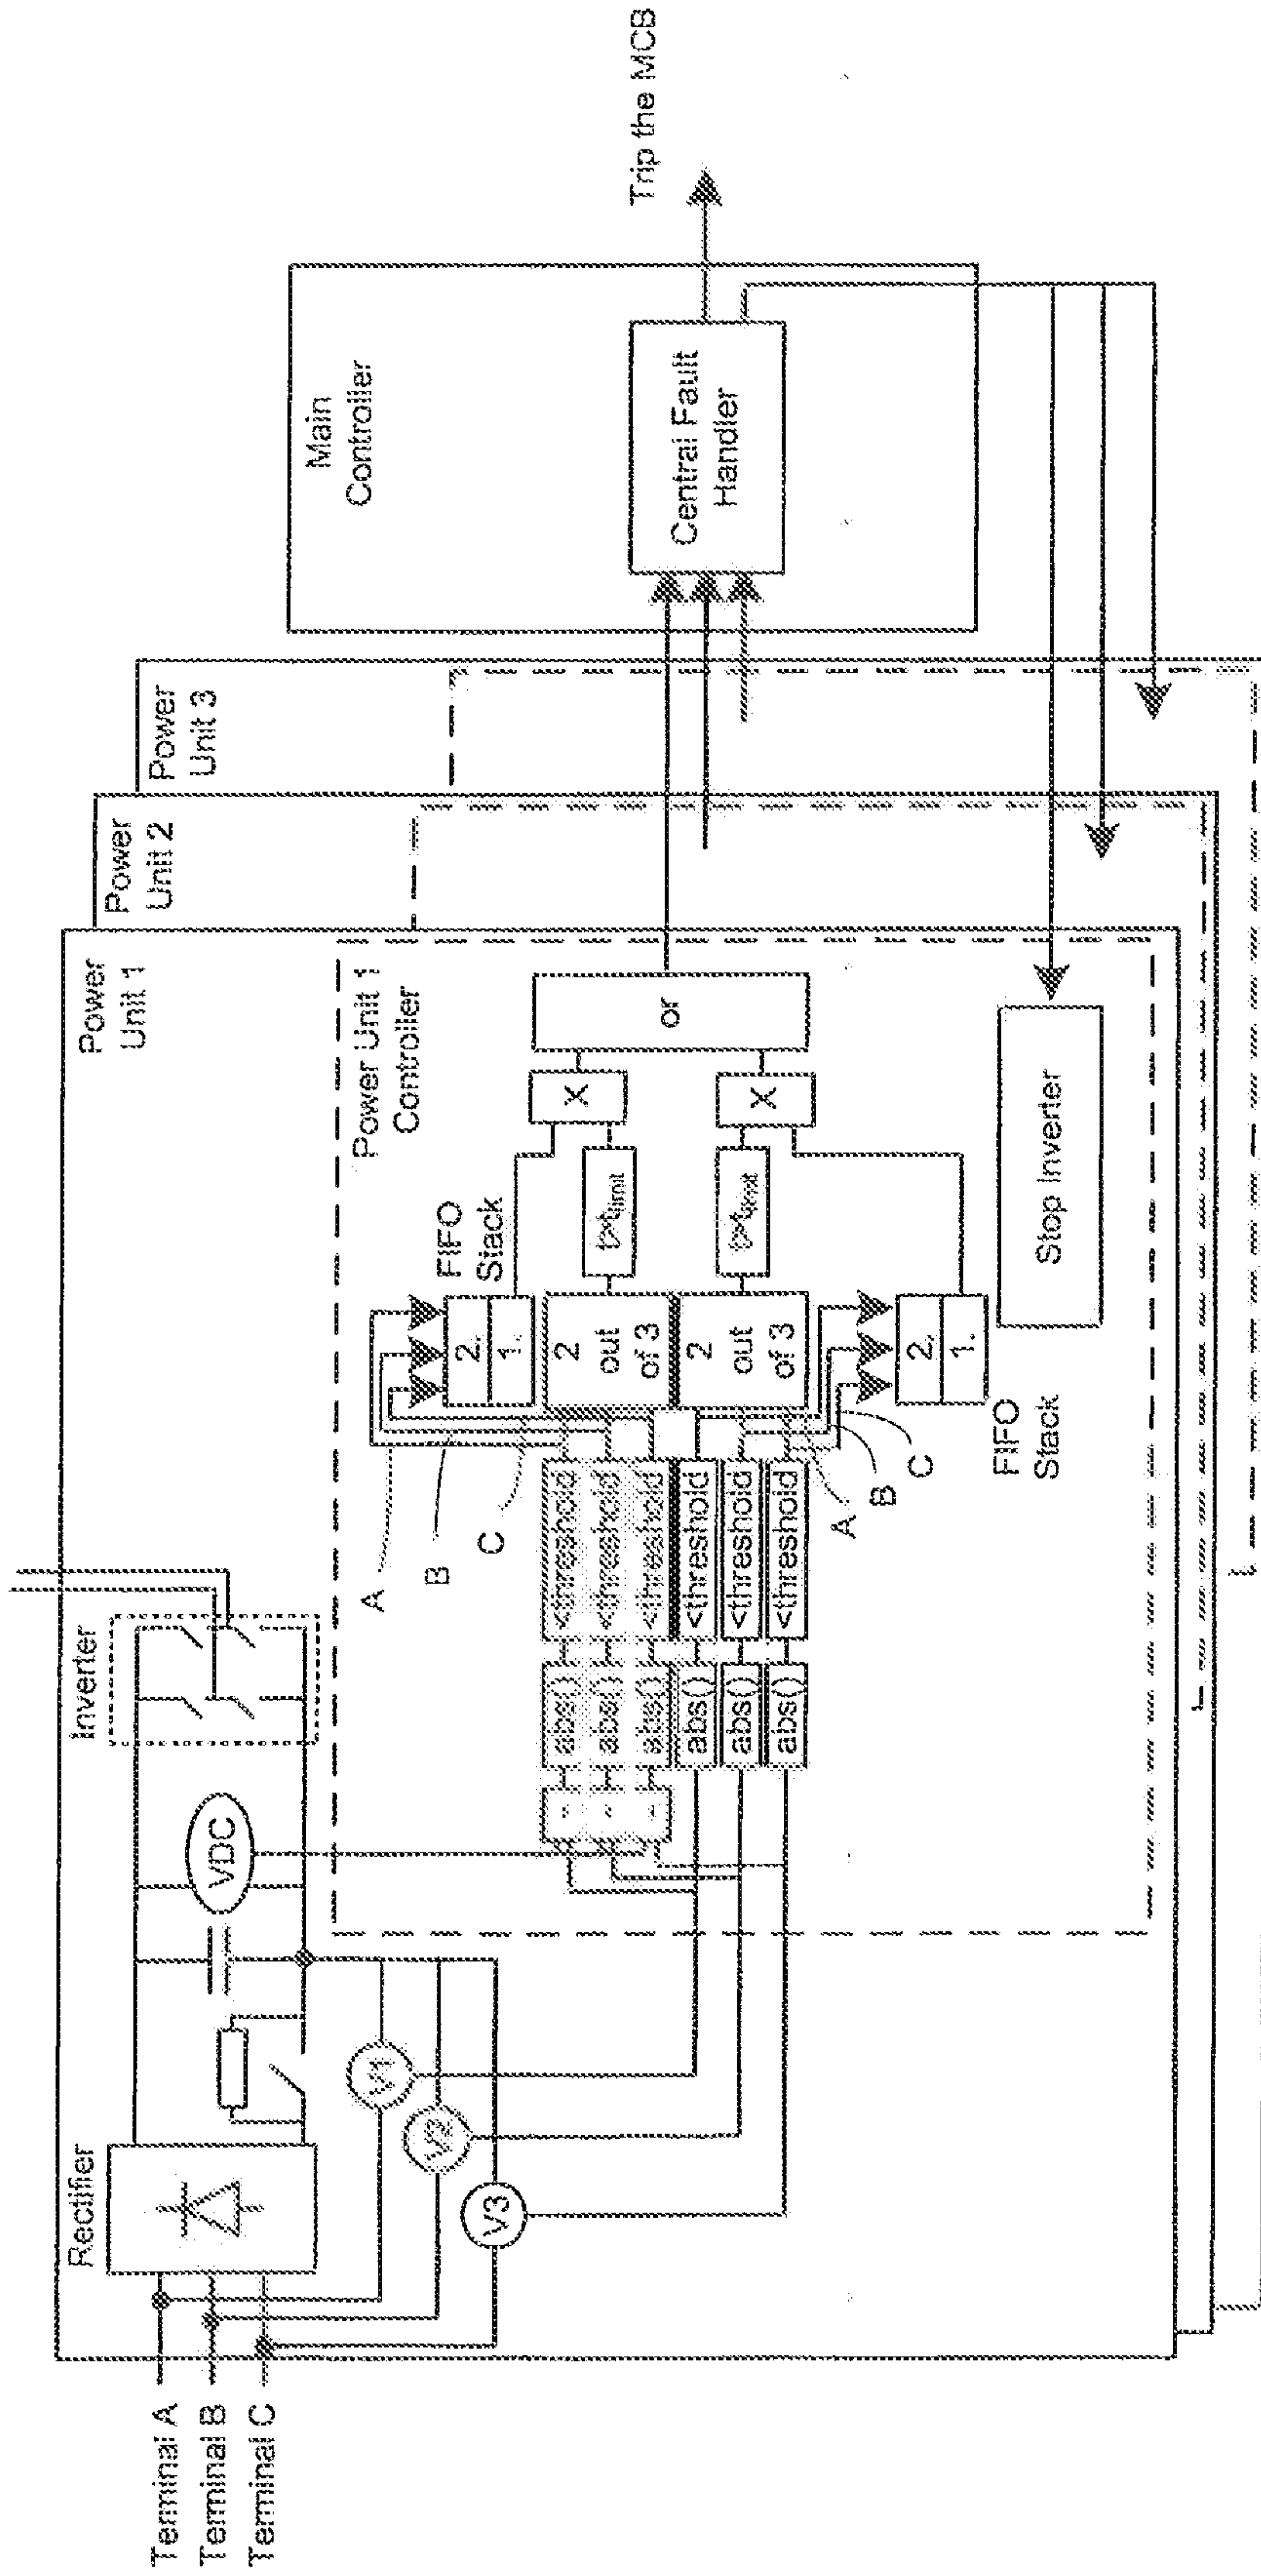 Terminal A
Terminal B
Terminal C
Rectifier
V1
V2
V3
VDC
Inverter
Power
Unit 1
Power
Unit 2
Power
Unit 3
Power Unit 1
Controller
-
-
-
abs()
abs()
abs()
abs()
abs()
abs()
<threshold
<threshold
<threshold
<threshold
<threshold
<threshold
A
B
C
A
B
C
FIFO
Stack
2.
1.
2
out
of 3
2
out
of 3
2.
1.
FIFO
Stack
t>tlimit
t>tlimit
X
X
or
Stop Inverter
Main
Controller
Central Fault
Handler
Trip the MCB